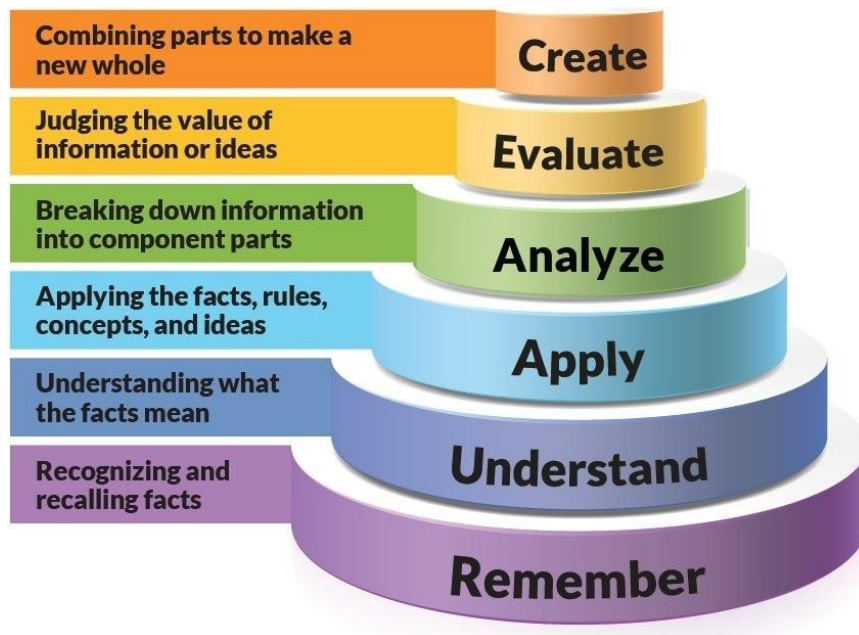 Combining parts to make a
new whole
Create
Judging the value of
information or ideas
Evaluate
Breaking down information
into component parts
Analyze
Applying the facts, rules,
concepts, and ideas
Apply
Understanding what
the facts mean
Understand
Recognizing and
recalling facts
Remember